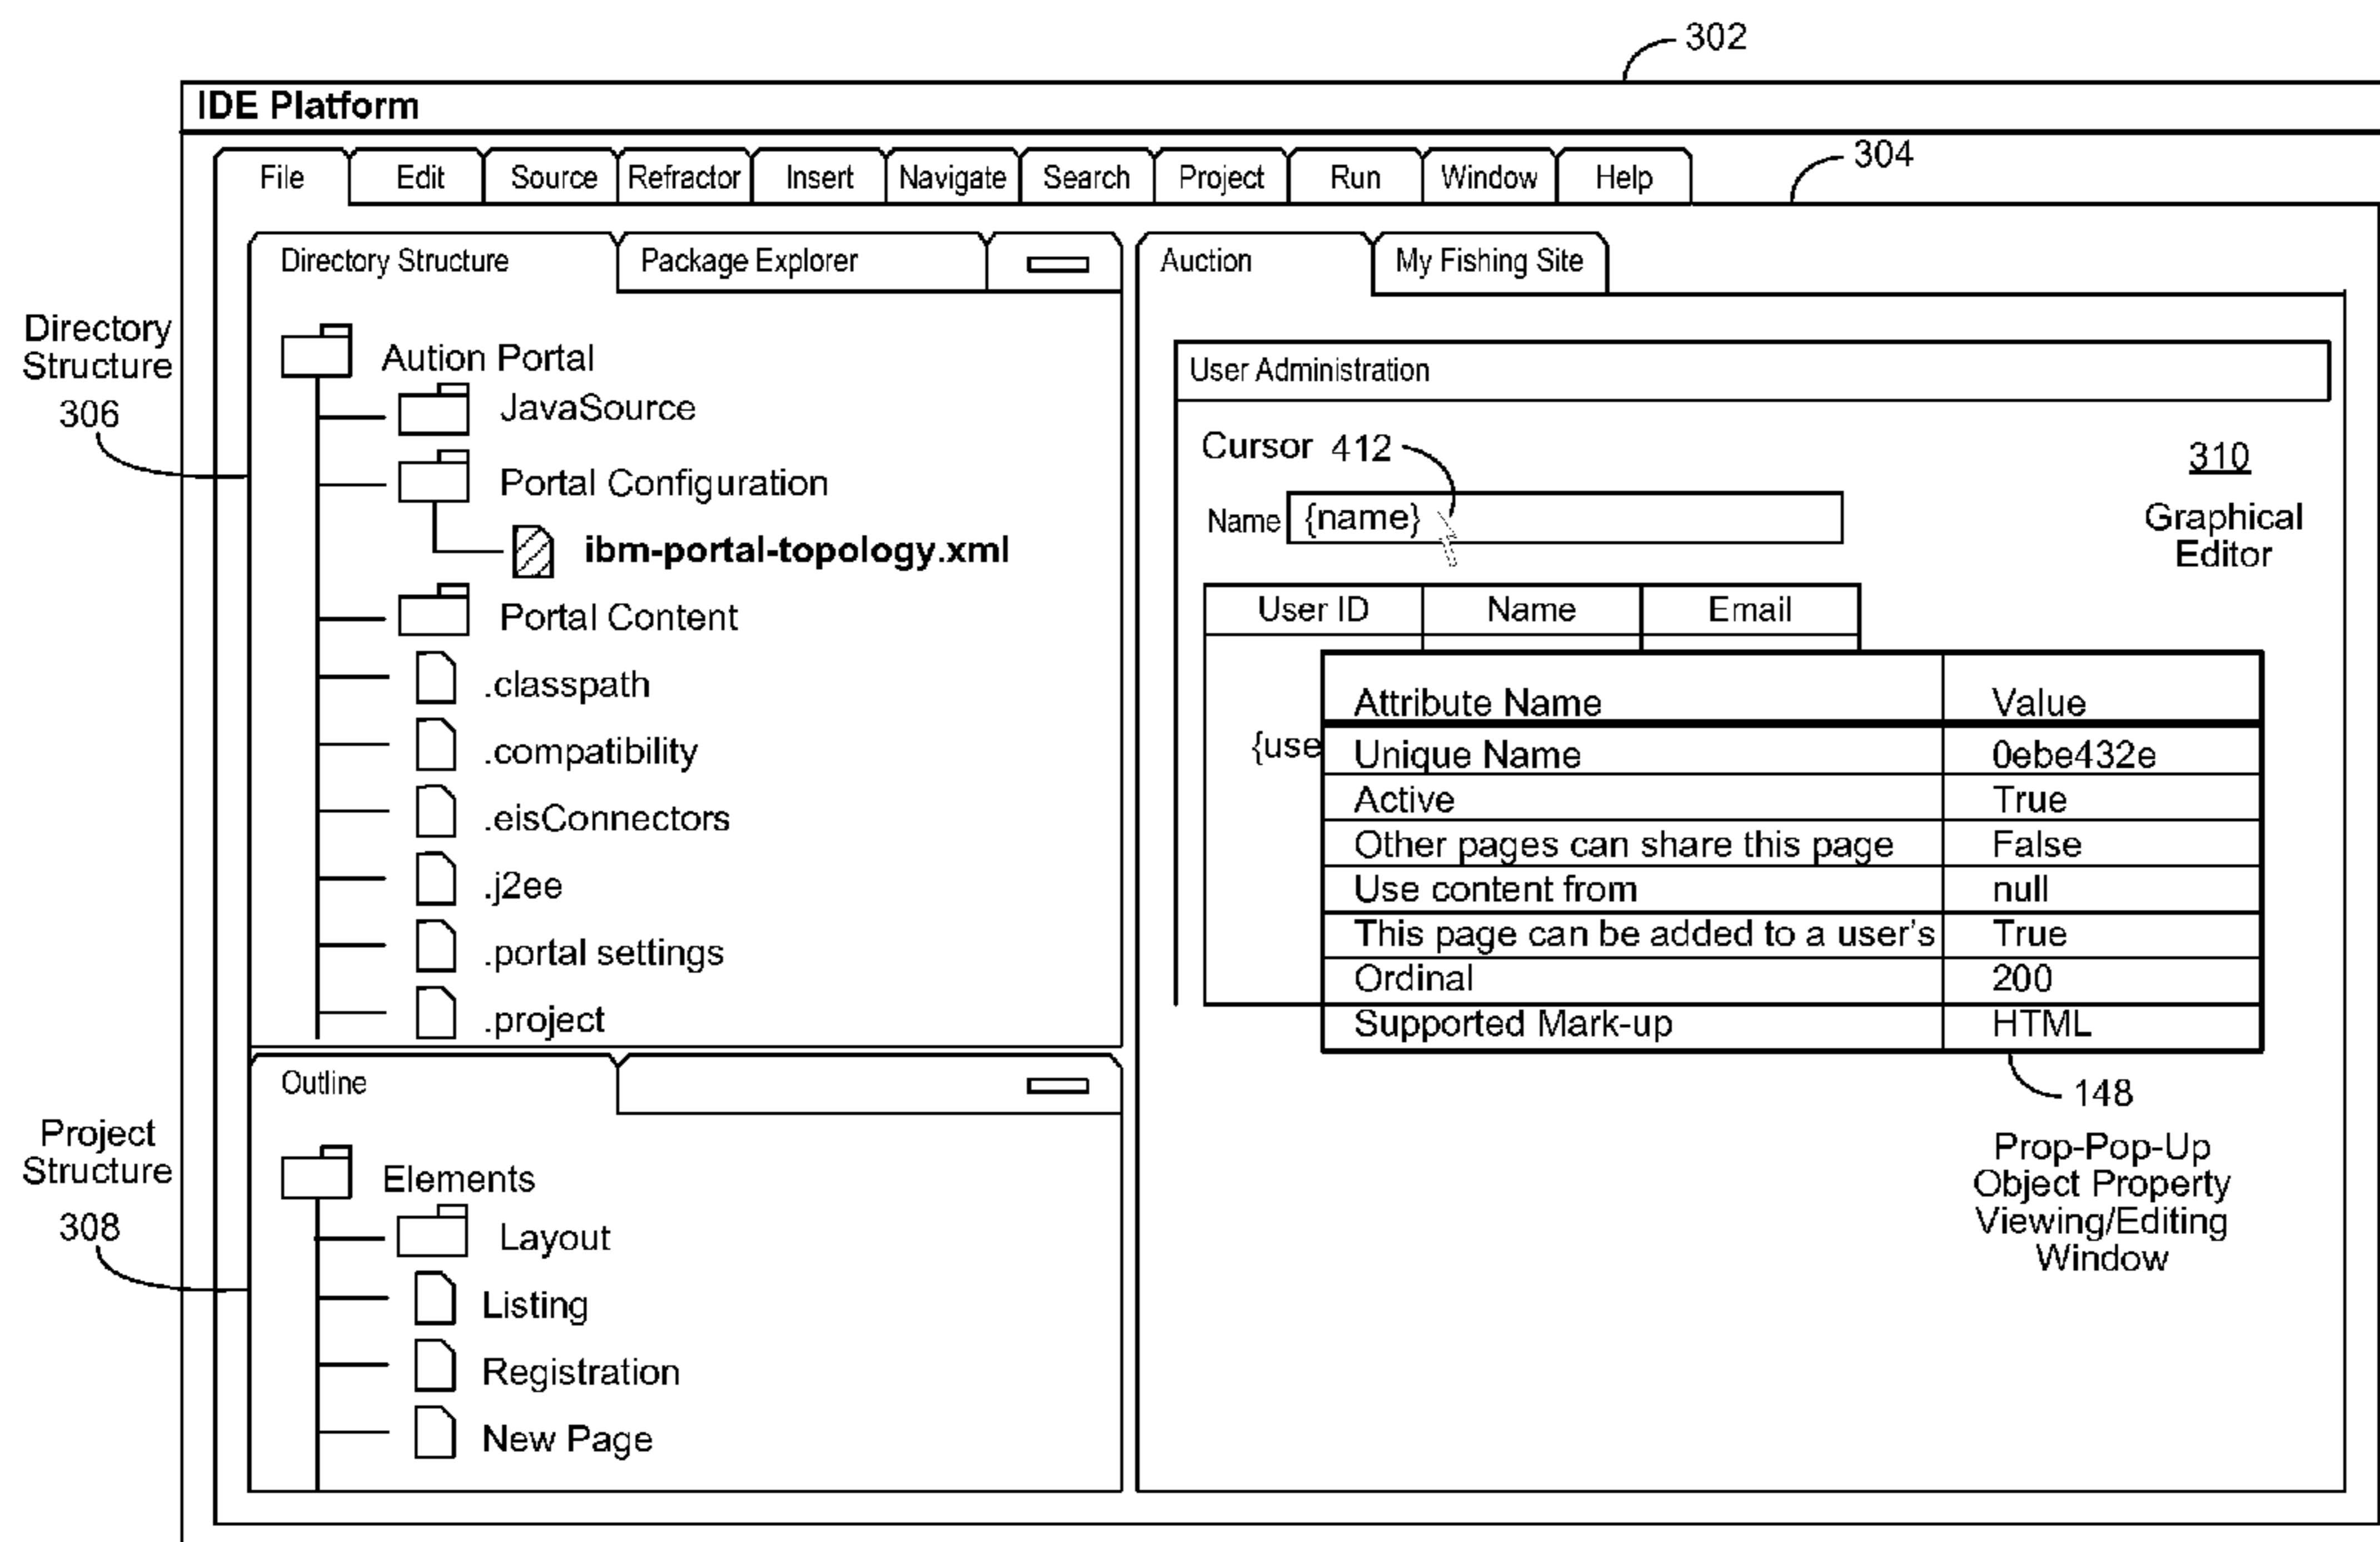 302
IDE Platform
304
File Edit Source Refractor Insert Navigate Search Project Run Window Help
Directory Structure Package Explorer
Directory
Structure
306
Aution Portal
JavaSource
Portal Configuration
ibm-portal-topology.xml
Portal Content
.classpath
.compatibility
.eisConnectors
.j2ee
.portal settings
.project
Outline
Project
Structure
308
Elements
Layout
Listing
Registration
New Page
Auction My Fishing Site
User Administration
Cursor 412
310
Graphical
Editor
Name {name}
User ID Name Email
{use
Attribute Name Value
Unique Name 0ebe432e
Active True
Other pages can share this page False
Use content from null
This page can be added to a user's True
Ordinal 200
Supported Mark-up HTML
148
Prop-Pop-Up
Object Property
Viewing/Editing
Window